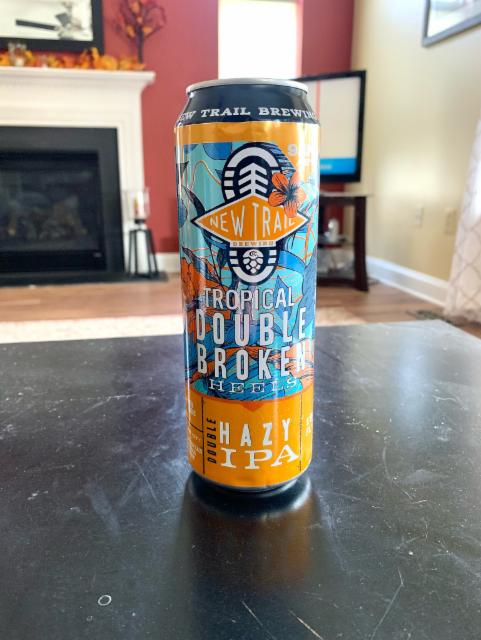 NEW TRAIL BREWING
NEW TRAIL
BREWING
TROPICAL
DOUBLE
BROKEN
HEELS
DOUBLE
HAZY
IPA